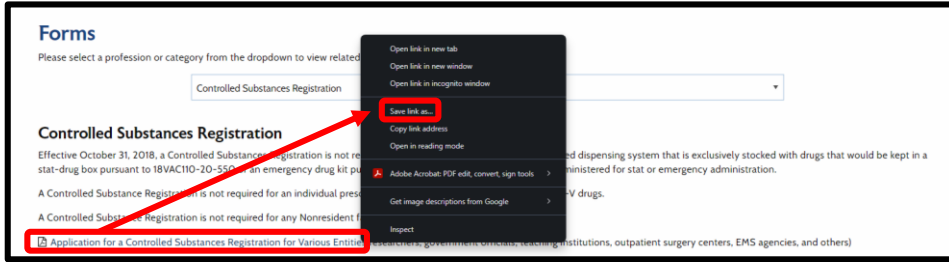 Forms
Please select a profession or category from the dropdown to view related
Controlled Substances Registration
Open link in new tab
Open link in new window
Open link in incognito window
Save link as...
Copy link address
Open in reading mode
Adobe Acrobat: PDF edit, convert, sign tools
Get image descriptions from Google
Inspect
Controlled Substances Registration
Effective October 31, 2018, a Controlled Substances Registration is not re ed dispensing system that is exclusively stocked with drugs that would be kept in a
stat-drug box pursuant to 18VAC110-20-550 or an emergency drug kit pu ministered for stat or emergency administration.
A Controlled Substance Registration is not required for an individual presc -V drugs.
A Controlled Substance Registration is not required for any Nonresident f
Application for a Controlled Substances Registration for Various Entities researchers, government officials, teaching institutions, outpatient surgery centers, EMS agencies, and others)